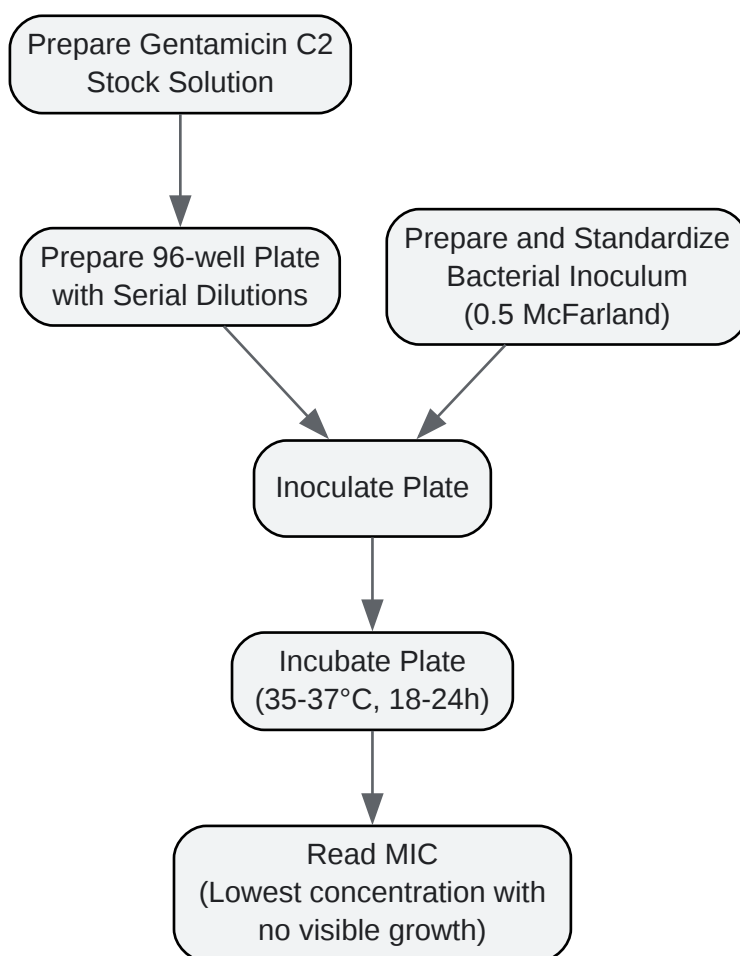 Prepare Gentamicin C2
Stock Solution
Prepare 96-well Plate
with Serial Dilutions
Prepare and Standardize
Bacterial Inoculum
(0.5 McFarland)
Inoculate Plate
Incubate Plate
(35-37°C, 18-24h)
Read MIC
(Lowest concentration with
no visible growth)